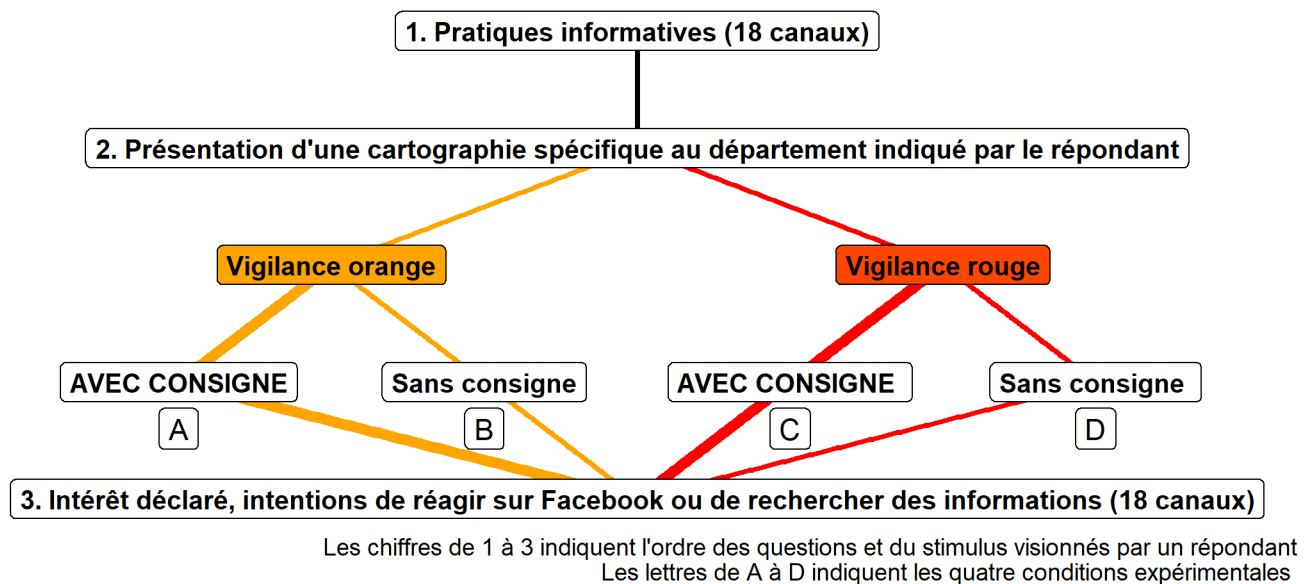 1. Pratiques informatives (18 canaux)
2. Présentation d'une cartographie spécifique au département indiqué par le répondant
Vigilance orange
Vigilance rouge
AVEC CONSIGNE
Sans consigne
AVEC CONSIGNE
Sans consigne
A
B
C
D
3. Intérêt déclaré, intentions de réagir sur Facebook ou de rechercher des informations (18 canaux)
Les chiffres de 1 à 3 indiquent l'ordre des questions et du stimulus visionnés par un répondant
Les lettres de A à D indiquent les quatre conditions expérimentales